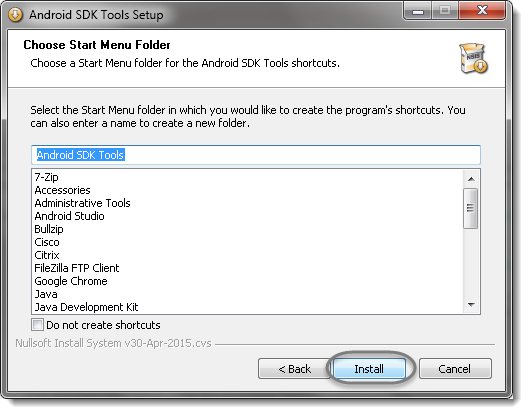 Android SDK Tools Setup
Choose Start Menu Folder
Choose a Start Menu folder for the Android SDK Tools shortcuts.
NSIS
Select the Start Menu folder in which you would like to create the program's shortcuts. You
can also enter a name to create a new folder.
Android SDK Tools
7-Zip
Accessories
Administrative Tools
Android Studio
Bullzip
Cisco
Citrix
FileZilla FTP Client
Google Chrome
Java
Java Development Kit
Do not create shortcuts
Nullsoft Install System v30-Apr-2015.cvs
< Back
Install
Cancel